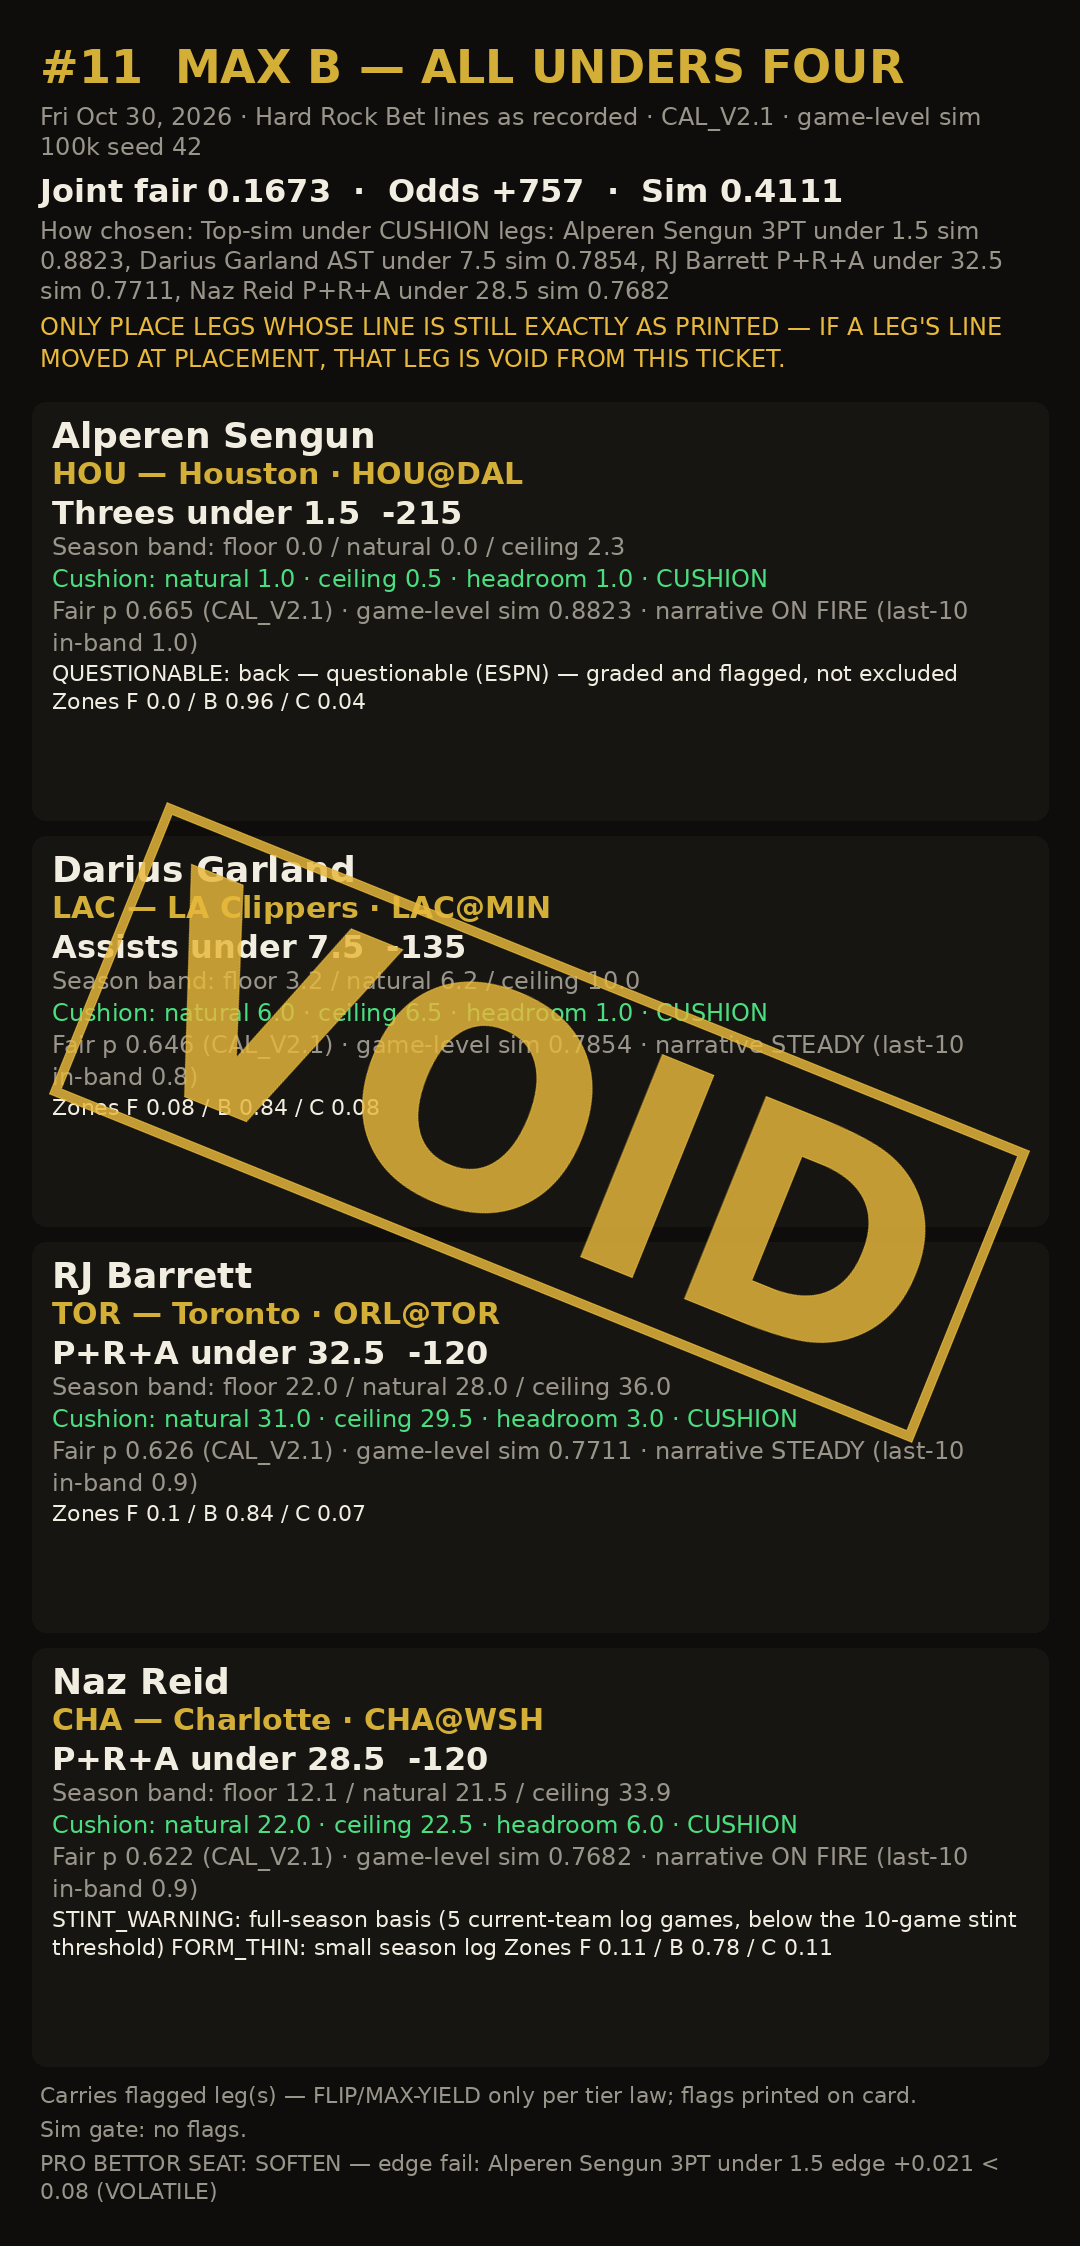 #11  MAX B — ALL UNDERS FOUR
Fri Oct 30, 2026 · Hard Rock Bet lines as recorded · CAL_V2.1 · game-level sim
100k seed 42
Joint fair 0.1673  ·  Odds +757  ·  Sim 0.4111
How chosen: Top-sim under CUSHION legs: Alperen Sengun 3PT under 1.5 sim
0.8823, Darius Garland AST under 7.5 sim 0.7854, RJ Barrett P+R+A under 32.5
sim 0.7711, Naz Reid P+R+A under 28.5 sim 0.7682
ONLY PLACE LEGS WHOSE LINE IS STILL EXACTLY AS PRINTED — IF A LEG'S LINE
MOVED AT PLACEMENT, THAT LEG IS VOID FROM THIS TICKET.
Alperen Sengun
HOU — Houston · HOU@DAL
Threes under 1.5  -215
Season band: floor 0.0 / natural 0.0 / ceiling 2.3
Cushion: natural 1.0 · ceiling 0.5 · headroom 1.0 · CUSHION
Fair p 0.665 (CAL_V2.1) · game-level sim 0.8823 · narrative ON FIRE (last-10
in-band 1.0)
QUESTIONABLE: back — questionable (ESPN) — graded and flagged, not excluded
Zones F 0.0 / B 0.96 / C 0.04
Darius Garland
LAC — LA Clippers · LAC@MIN
Assists under 7.5  -135
Season band: floor 3.2 / natural 6.2 / ceiling 10.0
Cushion: natural 6.0 · ceiling 6.5 · headroom 1.0 · CUSHION
Fair p 0.646 (CAL_V2.1) · game-level sim 0.7854 · narrative STEADY (last-10
in-band 0.8)
Zones F 0.08 / B 0.84 / C 0.08
VOID
RJ Barrett
TOR — Toronto · ORL@TOR
P+R+A under 32.5  -120
Season band: floor 22.0 / natural 28.0 / ceiling 36.0
Cushion: natural 31.0 · ceiling 29.5 · headroom 3.0 · CUSHION
Fair p 0.626 (CAL_V2.1) · game-level sim 0.7711 · narrative STEADY (last-10
in-band 0.9)
Zones F 0.1 / B 0.84 / C 0.07
Naz Reid
CHA — Charlotte · CHA@WSH
P+R+A under 28.5  -120
Season band: floor 12.1 / natural 21.5 / ceiling 33.9
Cushion: natural 22.0 · ceiling 22.5 · headroom 6.0 · CUSHION
Fair p 0.622 (CAL_V2.1) · game-level sim 0.7682 · narrative ON FIRE (last-10
in-band 0.9)
STINT_WARNING: full-season basis (5 current-team log games, below the 10-game stint
threshold) FORM_THIN: small season log Zones F 0.11 / B 0.78 / C 0.11
Carries flagged leg(s) — FLIP/MAX-YIELD only per tier law; flags printed on card.
Sim gate: no flags.
PRO BETTOR SEAT: SOFTEN — edge fail: Alperen Sengun 3PT under 1.5 edge +0.021 <
0.08 (VOLATILE)